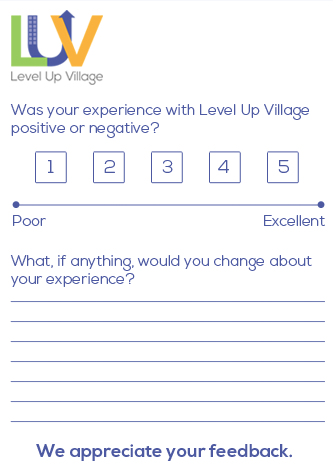 LUV
Level Up Village
Was your experience with Level Up Village
positive or negative?
1 2 3 4 5
Poor Excellent
What, if anything, would you change about
your experience?
We appreciate your feedback.